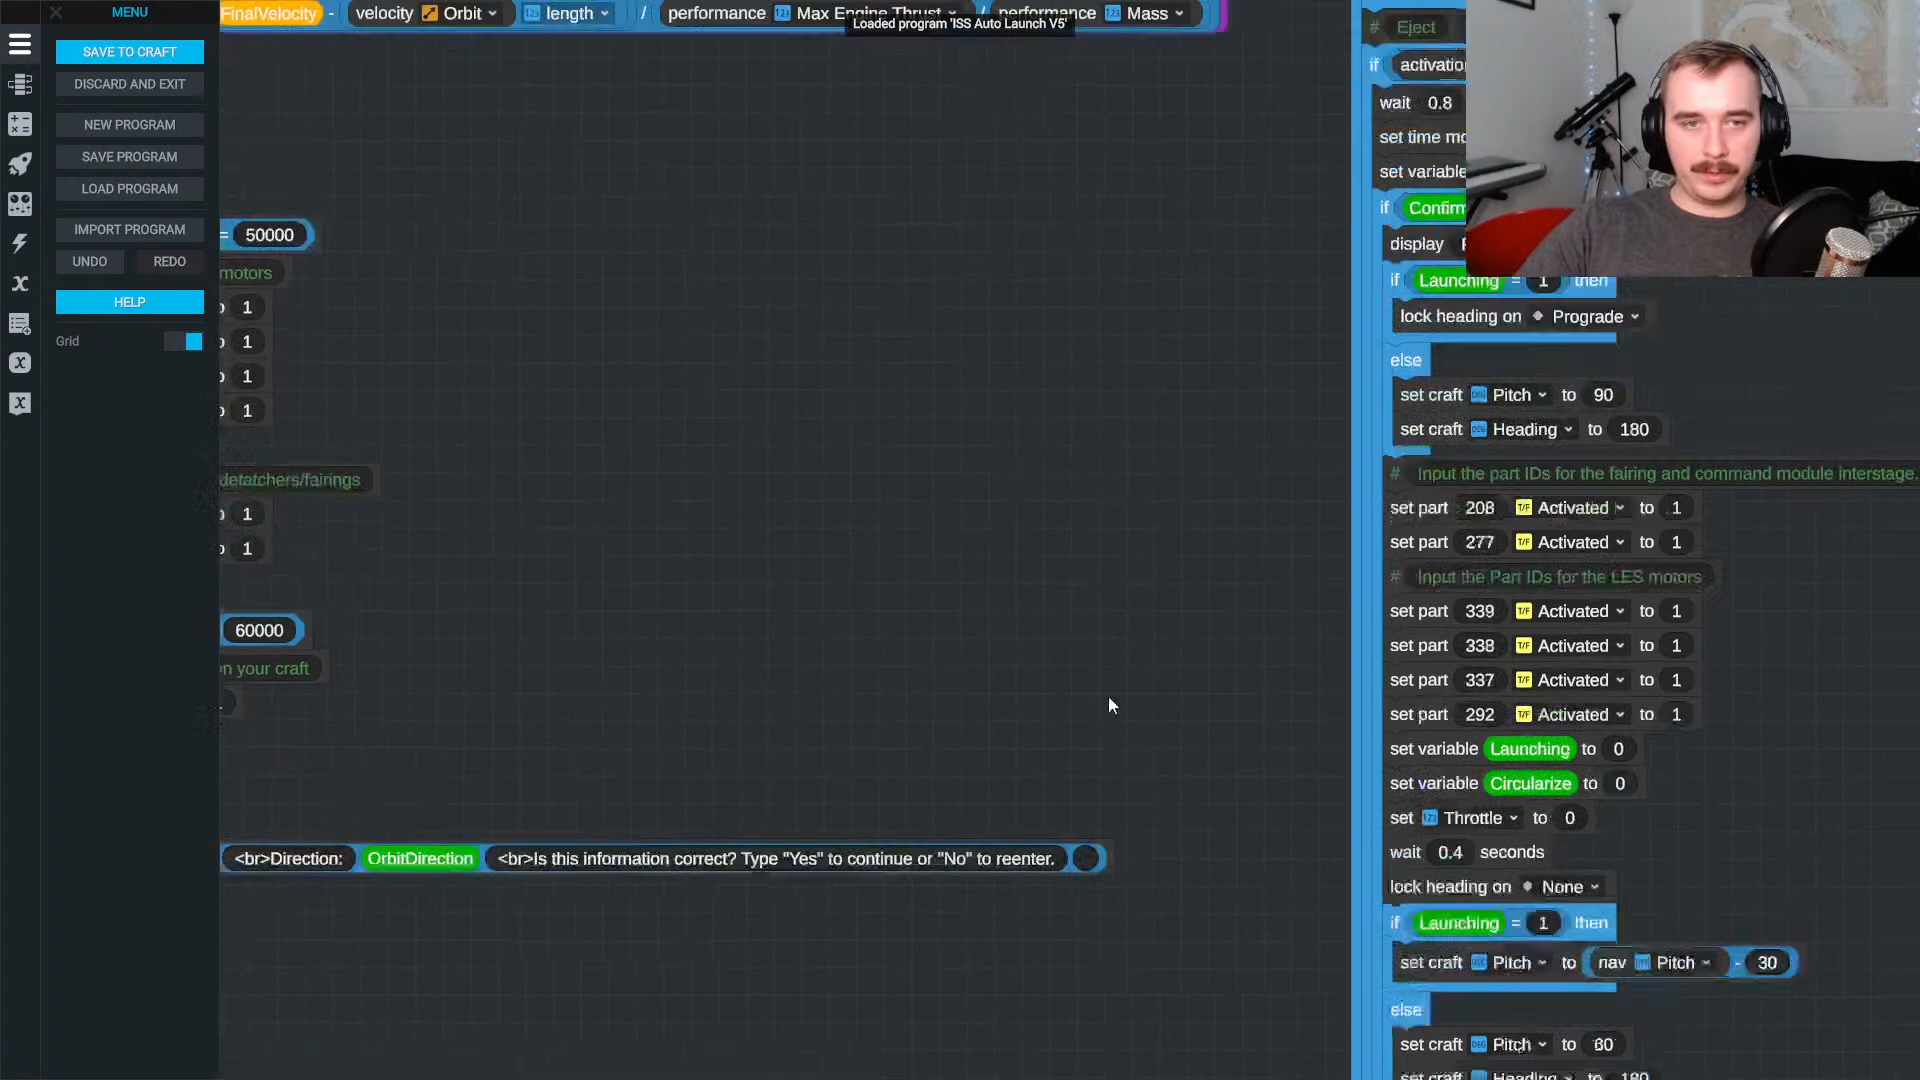 MENU
SAVE TO CRAFT
DISCARD AND EXIT
NEW PROGRAM
SAVE PROGRAM
LOAD PROGRAM
IMPORT PROGRAM
UNDO REDO
HELP
Grid
FinalVelocity - velocity Orbit length / performance Max Engine Thrust / performance Mass
Loaded program 'ISS Auto Launch V5'
= 50000
motors
1
1
1
1
detatchers/fairings
1
1
60000
n your craft
<br>Direction: OrbitDirection <br>Is this information correct? Type "Yes" to continue or "No" to reenter.
# Eject
if activatio
wait 0.8
set time mo
set variable
if Confirm
display
if Launching = 1 then
lock heading on Prograde
else
set craft Pitch to 90
set craft Heading to 180
# Input the part IDs for the fairing and command module interstage.
set part 208 Activated to 1
set part 277 Activated to 1
# Input the Part IDs for the LES motors
set part 339 Activated to 1
set part 338 Activated to 1
set part 337 Activated to 1
set part 292 Activated to 1
set variable Launching to 0
set variable Circularize to 0
set Throttle to 0
wait 0.4 seconds
lock heading on None
if Launching = 1 then
set craft Pitch to nav Pitch - 30
else
set craft Pitch to 60
set craft Heading to 180